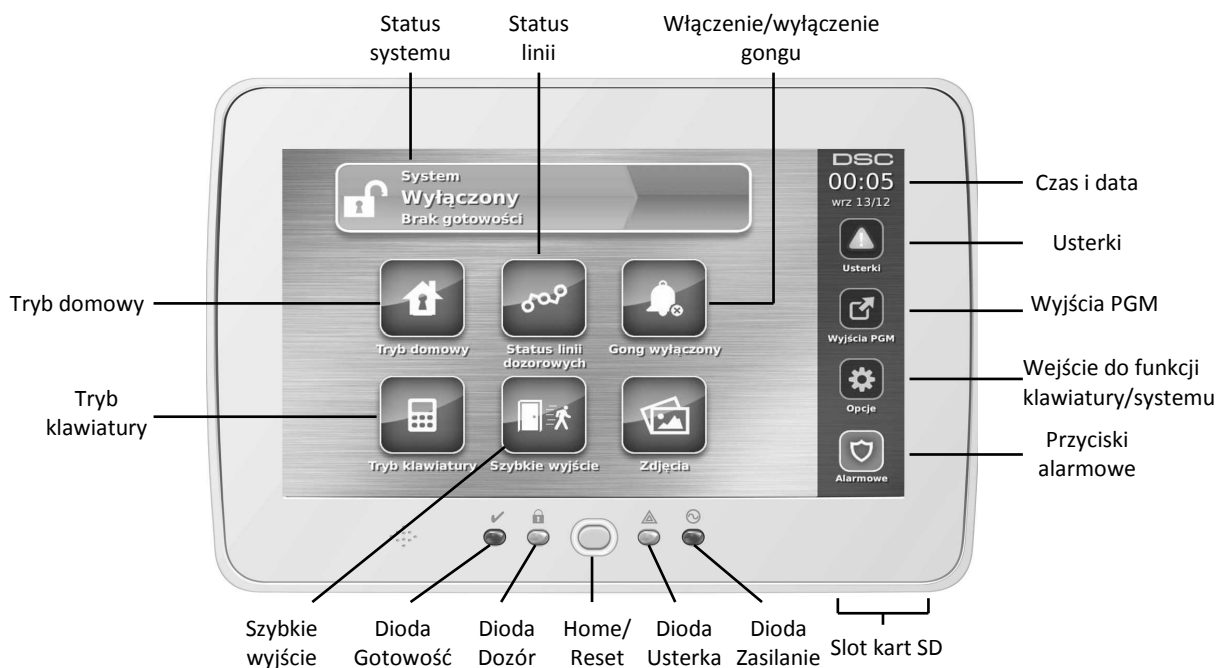 Status
systemu
Status
linii
Włączenie/wyłączenie
gongu
System
Wyłączony
Brak gotowości
DSC
00:05
wrz 13/12
Czas i data
Usterki
Usterki
Tryb domowy
Tryb domowy
Status linii
dozorowych
Gong wyłączony
Wyjścia PGM
Wyjścia PGM
Tryb
klawiatury
Opcje
Wejście do funkcji
klawiatury/systemu
Tryb klawiatury
Szybkie wyjście
Zdjęcia
Alarmowe
Przyciski
alarmowe
Szybkie
wyjście
Dioda
Gotowość
Dioda
Dozór
Home/
Reset
Dioda
Usterka
Dioda
Zasilanie
Slot kart SD